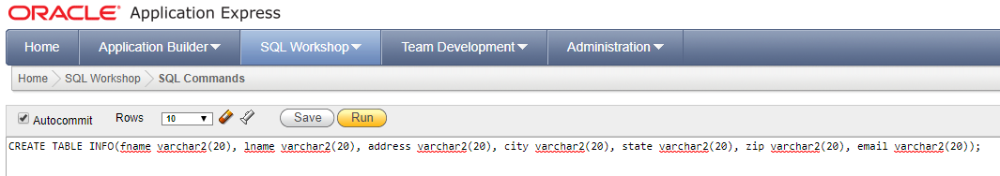 ORACLE® Application Express
Home Application Builder SQL Workshop Team Development Administration
Home SQL Workshop SQL Commands
Autocommit Rows 10 Save Run
CREATE TABLE INFO(fname varchar2(20), lname varchar2(20), address varchar2(20), city varchar2(20), state varchar2(20), zip varchar2(20), email varchar2(20));